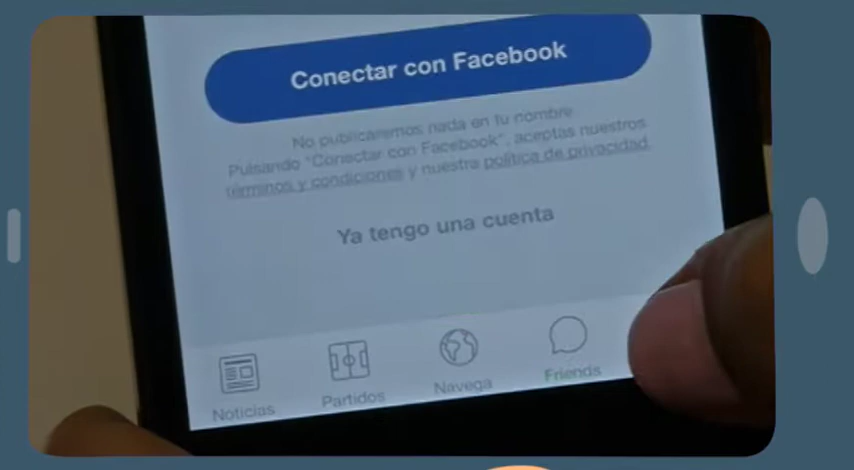 Conectar con Facebook
No publicaremos nada en tu nombre
Pulsando "Conectar con Facebook", aceptas nuestros
términos y condiciones y nuestra política de privacidad.
Ya tengo una cuenta
Noticias
Partidos
Navega
Friends